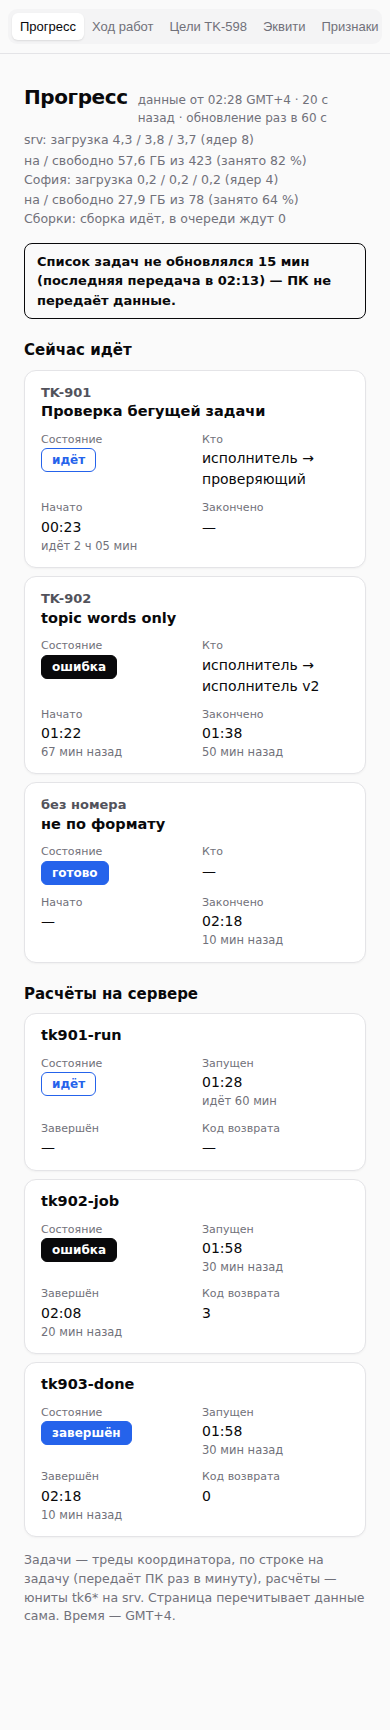 Прогресс Ход работ Цели TK-598 Эквити Признаки
Прогресс данные от 02:28 GMT+4 · 20 с
назад · обновление раз в 60 с
srv: загрузка 4,3 / 3,8 / 3,7 (ядер 8)
на / свободно 57,6 ГБ из 423 (занято 82 %)
София: загрузка 0,2 / 0,2 / 0,2 (ядер 4)
на / свободно 27,9 ГБ из 78 (занято 64 %)
Сборки: сборка идёт, в очереди ждут 0
Список задач не обновлялся 15 мин
(последняя передача в 02:13) — ПК не
передаёт данные.
Сейчас идёт
TK-901
Проверка бегущей задачи
Состояние Кто
идёт исполнитель →
проверяющий
Начато Закончено
00:23 —
идёт 2 ч 05 мин
TK-902
topic words only
Состояние Кто
ошибка исполнитель →
исполнитель v2
Начато Закончено
01:22 01:38
67 мин назад 50 мин назад
без номера
не по формату
Состояние Кто
готово —
Начато Закончено
— 02:18
10 мин назад
Расчёты на сервере
tk901-run
Состояние Запущен
идёт 01:28
идёт 60 мин
Завершён Код возврата
— —
tk902-job
Состояние Запущен
ошибка 01:58
30 мин назад
Завершён Код возврата
02:08 3
20 мин назад
tk903-done
Состояние Запущен
завершён 01:58
30 мин назад
Завершён Код возврата
02:18 0
10 мин назад
Задачи — треды координатора, по строке на
задачу (передаёт ПК раз в минуту), расчёты —
юниты tk6* на srv. Страница перечитывает данные
сама. Время — GMT+4.